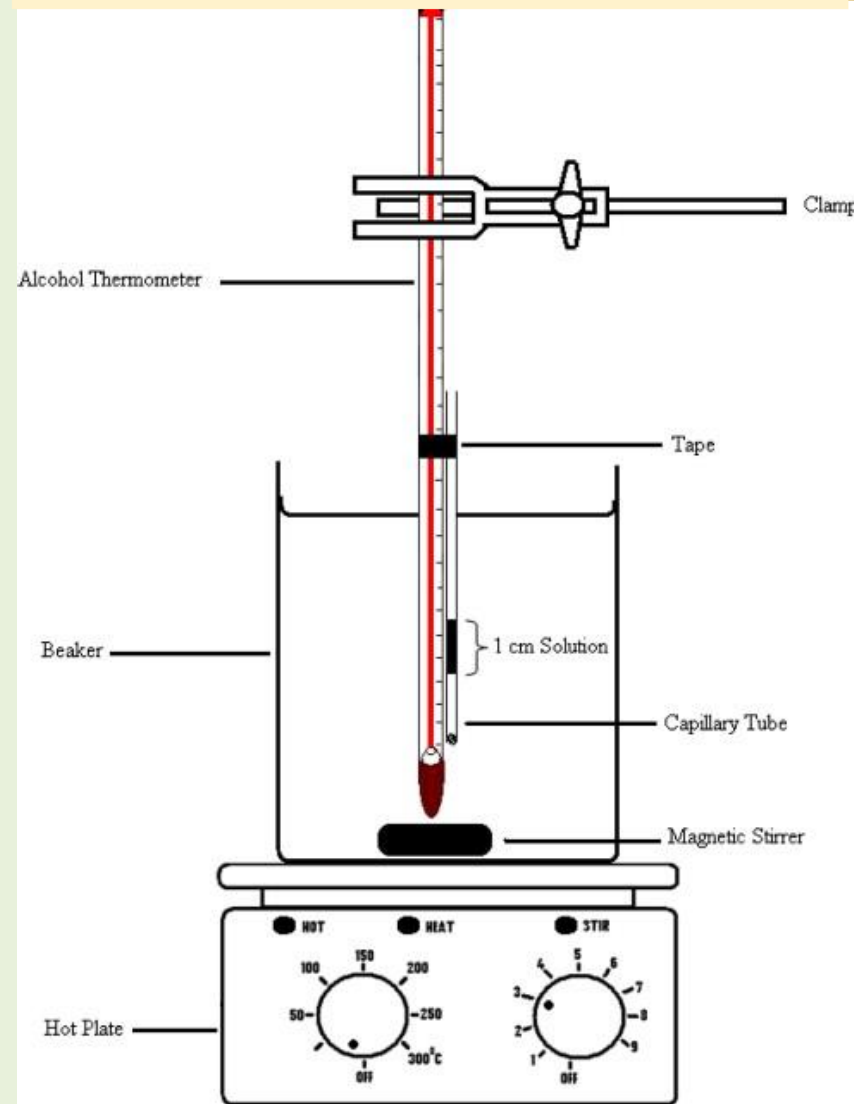 Clamp
Alcohol Thermometer
Tape
1 cm Solution
Beaker
Capillary Tube
Magnetic Stirrer
HOT
HEAT
STIR
150
100
200
50
250
300°C
OFF
5
4
6
3
7
2
8
1
9
OFF
Hot Plate